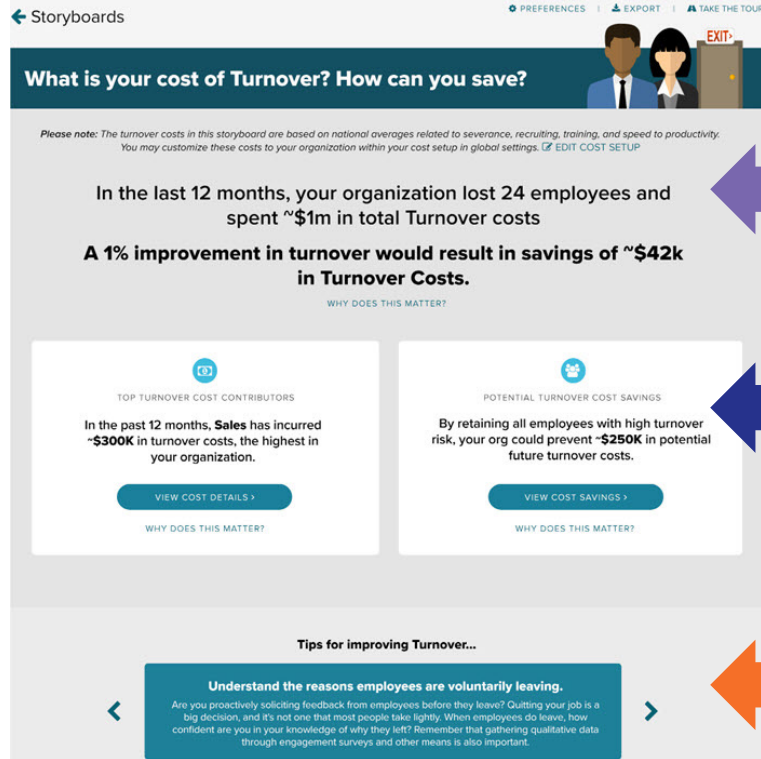 Storyboards
PREFERENCES | EXPORT | TAKE THE TOUR
EXIT›
What is your cost of Turnover? How can you save?
Please note: The turnover costs in this storyboard are based on national averages related to severance, recruiting, training, and speed to productivity.
You may customize these costs to your organization within your cost setup in global settings. EDIT COST SETUP
In the last 12 months, your organization lost 24 employees and
spent ~$1m in total Turnover costs
A 1% improvement in turnover would result in savings of ~$42k
in Turnover Costs.
WHY DOES THIS MATTER?
TOP TURNOVER COST CONTRIBUTORS
In the past 12 months, Sales has incurred
~$300K in turnover costs, the highest in
your organization.
VIEW COST DETAILS ›
WHY DOES THIS MATTER?
POTENTIAL TURNOVER COST SAVINGS
By retaining all employees with high turnover
risk, your org could prevent ~$250K in potential
future turnover costs.
VIEW COST SAVINGS ›
WHY DOES THIS MATTER?
Tips for improving Turnover...
Understand the reasons employees are voluntarily leaving.
Are you proactively soliciting feedback from employees before they leave? Quitting your job is a
big decision, and it's not one that most people take lightly. When employees do leave, how
confident are you in your knowledge of why they left? Remember that gathering qualitative data
through engagement surveys and other means is also important.